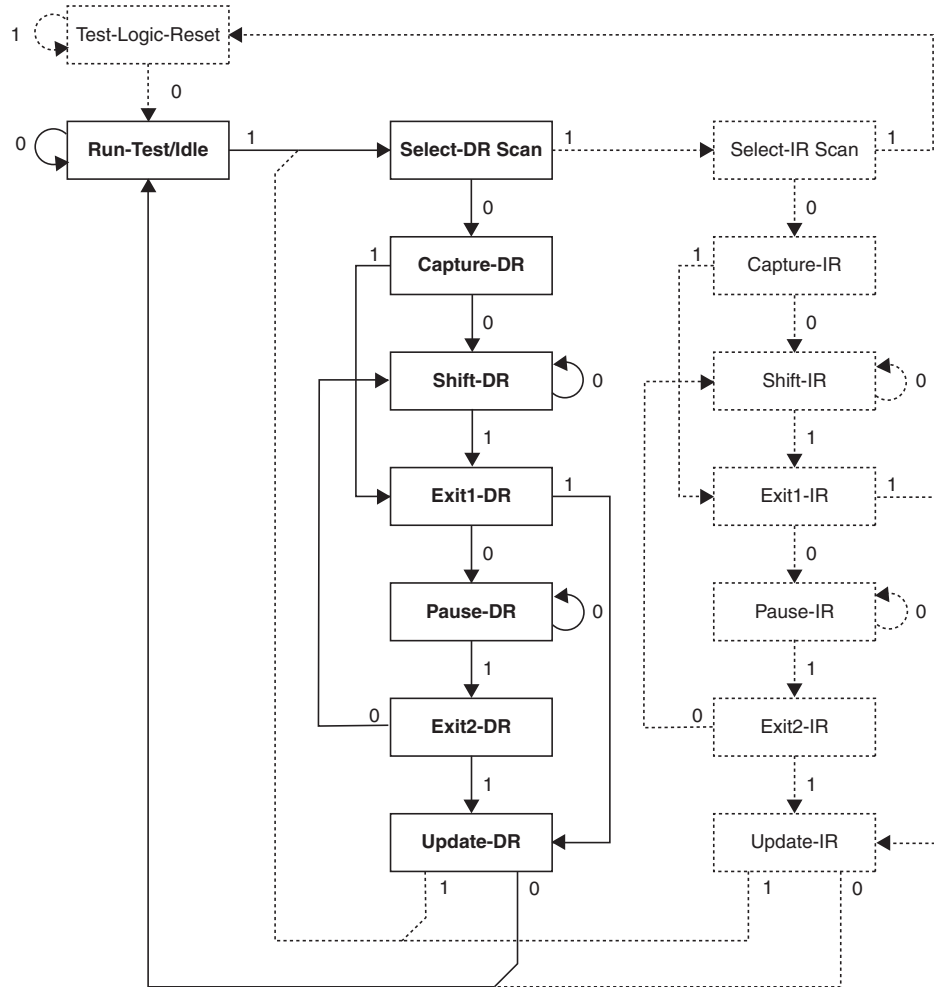 Test-Logic-Reset
1
0
Run-Test/Idle
0
1
Select-DR Scan
1
Select-IR Scan
1
0
0
Capture-DR
1
Capture-IR
1
0
0
Shift-DR
0
Shift-IR
0
1
1
Exit1-DR
1
Exit1-IR
1
0
0
Pause-DR
0
Pause-IR
0
1
1
0
Exit2-DR
0
Exit2-IR
1
1
Update-DR
Update-IR
1
0
1
0